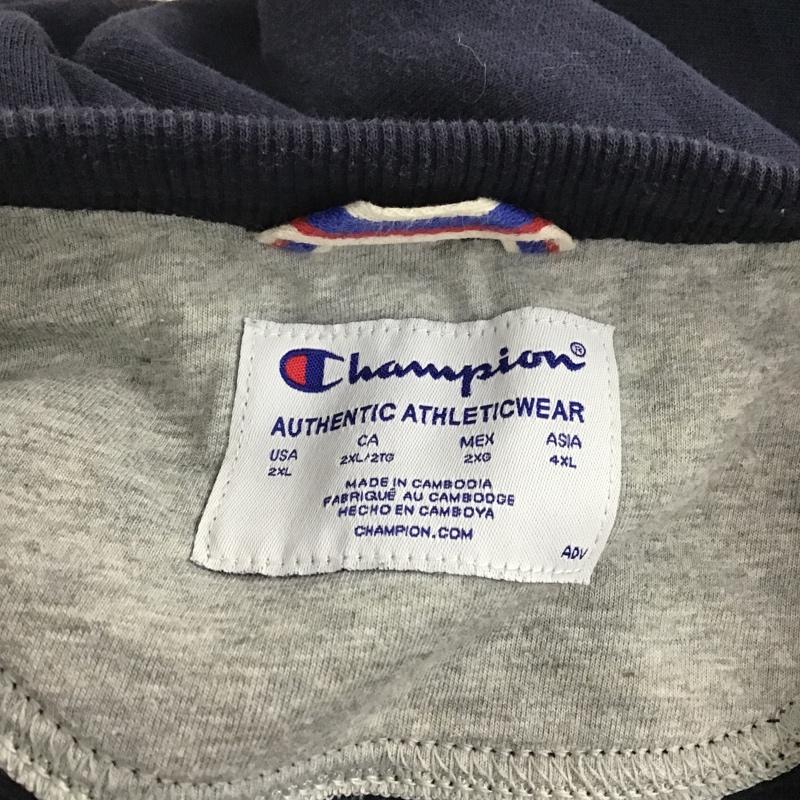 Champion®
AUTHENTIC ATHLETICWEAR
USA CA MEX ASIA
2XL 2XL/2TG 2XG 4XL
MADE IN CAMBODIA
FABRIQUÉ AU CAMBODGE
HECHO EN CAMBOYA
CHAMPION.COM
ADV